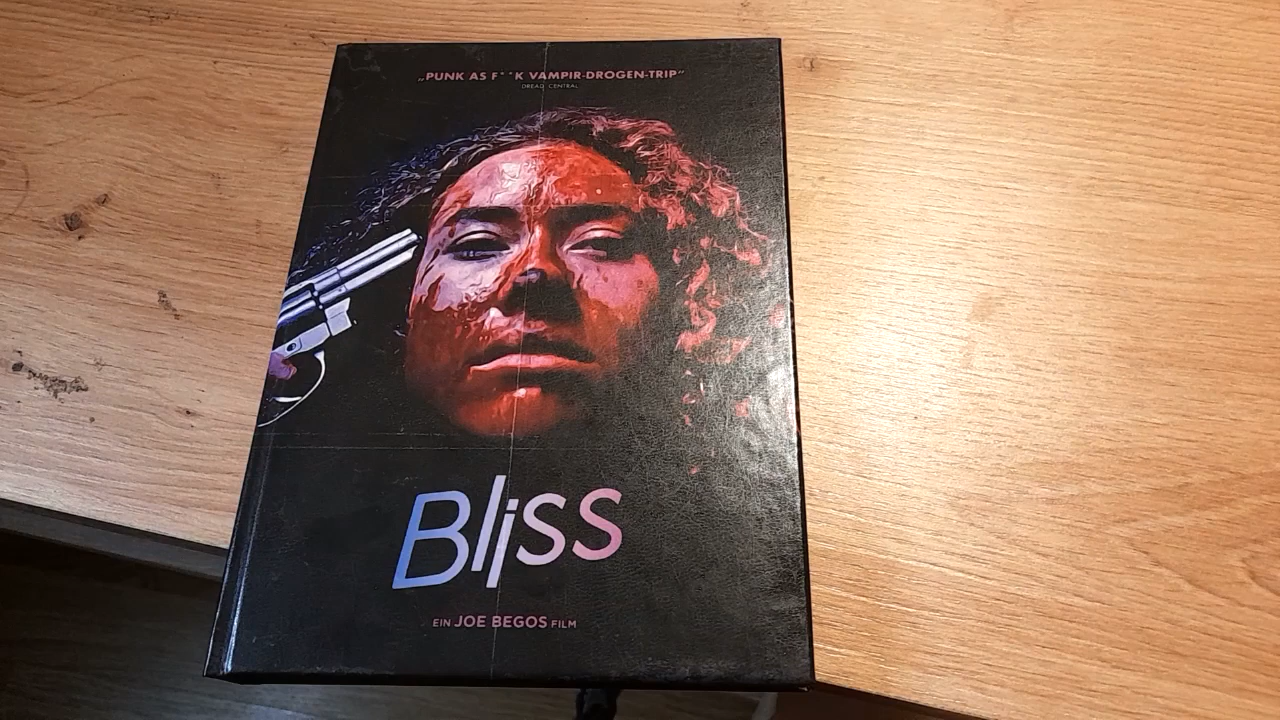 „PUNK AS F**K VAMPIR-DROGEN-TRIP“
DREAD CENTRAL
Bliss
EIN JOE BEGOS FILM